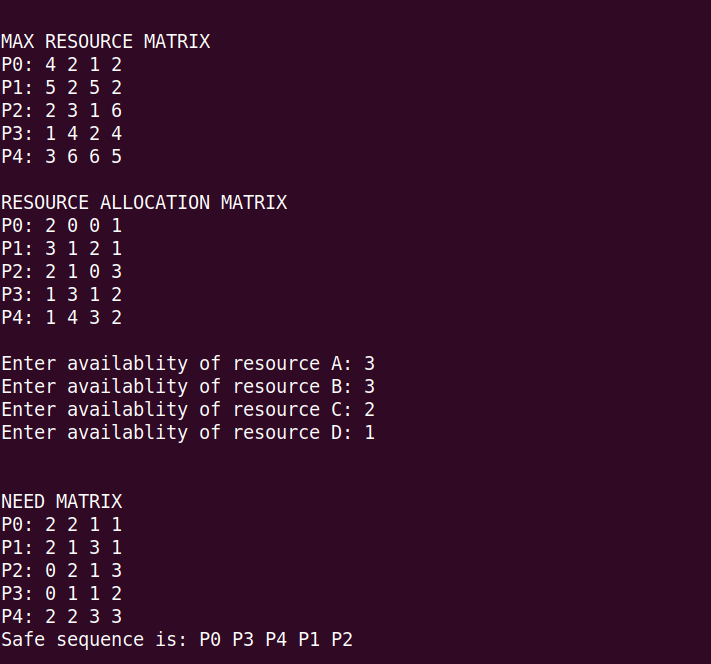 MAX RESOURCE MATRIX
P0: 4 2 1 2
P1: 5 2 5 2
P2: 2 3 1 6
P3: 1 4 2 4
P4: 3 6 6 5
RESOURCE ALLOCATION MATRIX
P0: 2 0 0 1
P1: 3 1 2 1
P2: 2 1 0 3
P3: 1 3 1 2
P4: 1 4 3 2
Enter availablity of resource A: 3
Enter availablity of resource B: 3
Enter availablity of resource C: 2
Enter availablity of resource D: 1
NEED MATRIX
P0: 2 2 1 1
P1: 2 1 3 1
P2: 0 2 1 3
P3: 0 1 1 2
P4: 2 2 3 3
Safe sequence is: P0 P3 P4 P1 P2